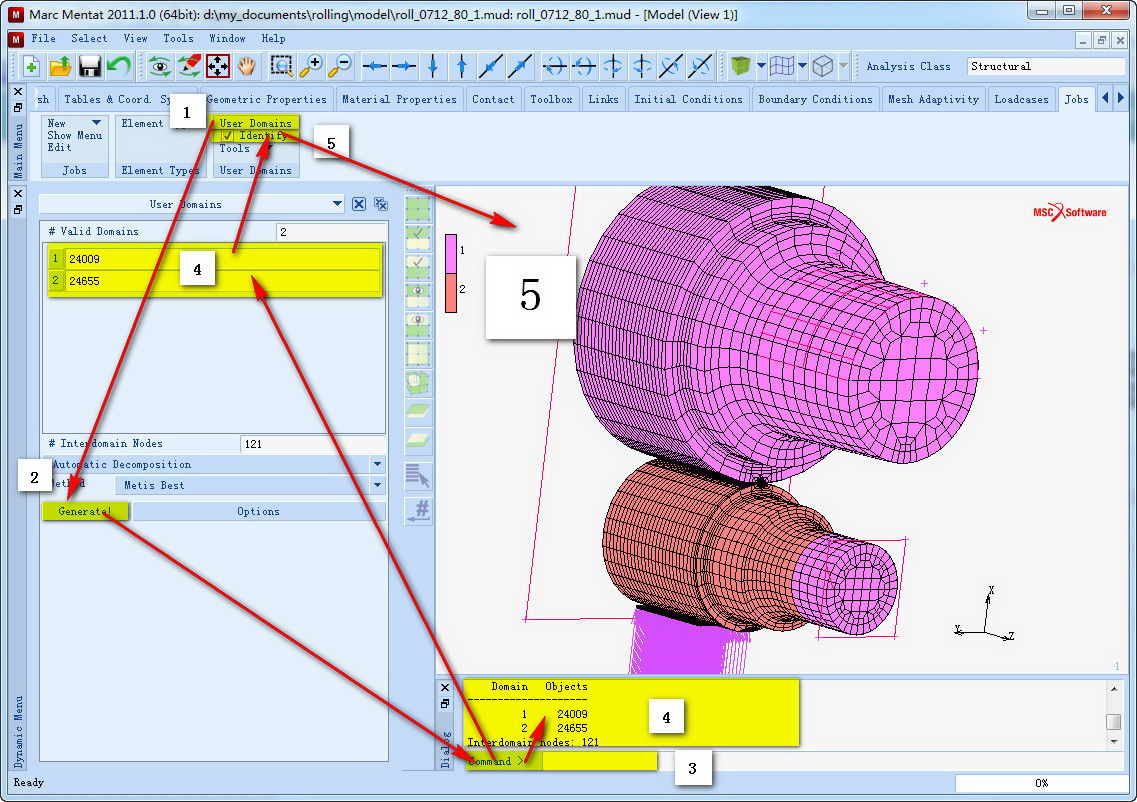 Marc Mentat 2011.1.0 (64bit): d:\my_documents\rolling\model\roll_0712_80_1.mud: roll_0712_80_1.mud - [Model (View 1)]
File Select View Tools Window Help
Analysis Class Structural
sh Tables & Coord. Sy Geometric Properties Material Properties Contact Toolbox Links Initial Conditions Boundary Conditions Mesh Adaptivity Loadcases Jobs
1
New Element User Domains
Show Menu Identify
Edit Tools
5
Jobs Element Types User Domains
Main Menu
User Domains
# Valid Domains 2
1 24009
2 24655
4
1
2
5
MSC Software
# Interdomain Nodes 121
Automatic Decomposition
2
Method Metis Best
Generate! Options
X
Y
Z
1
Domain Objects
--------------------
1 24009
2 24655
Interdomain nodes: 121
4
Command >
3
Dynamic Menu
Dialog
Ready 0%